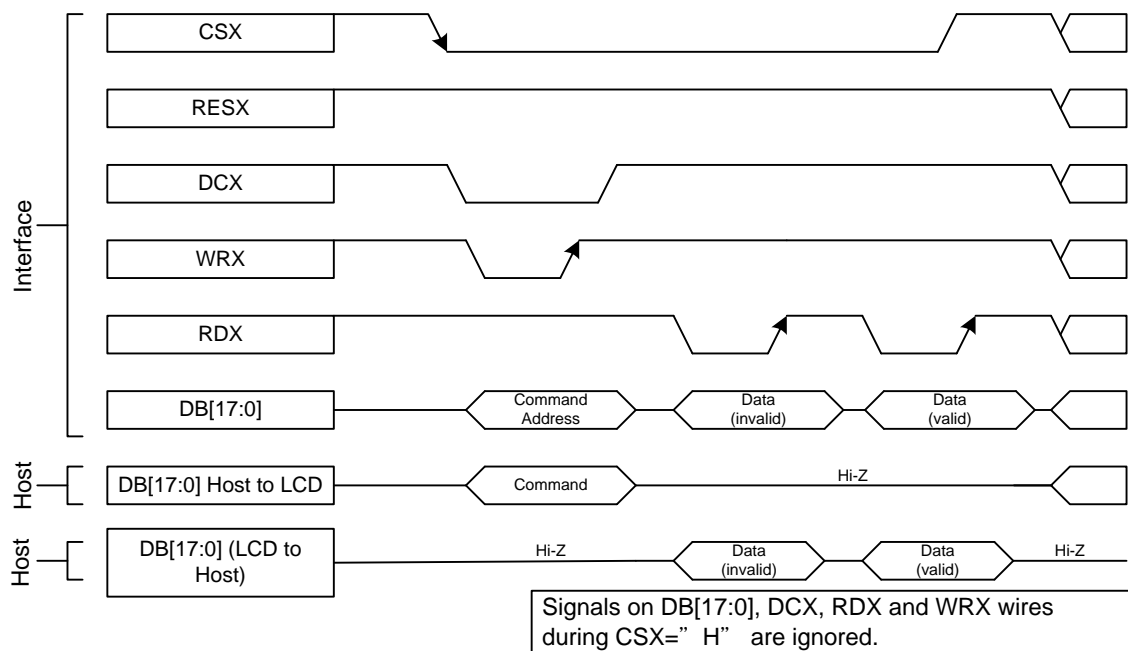 CSX
RESX
DCX
WRX
RDX
Interface
DB[17:0]
Command
Address
Data
(invalid)
Data
(valid)
Host
DB[17:0] Host to LCD
Command
Hi-Z
Host
DB[17:0] (LCD to
Host)
Hi-Z
Data
(invalid)
Data
(valid)
Hi-Z
Signals on DB[17:0], DCX, RDX and WRX wires
during CSX=” H” are ignored.